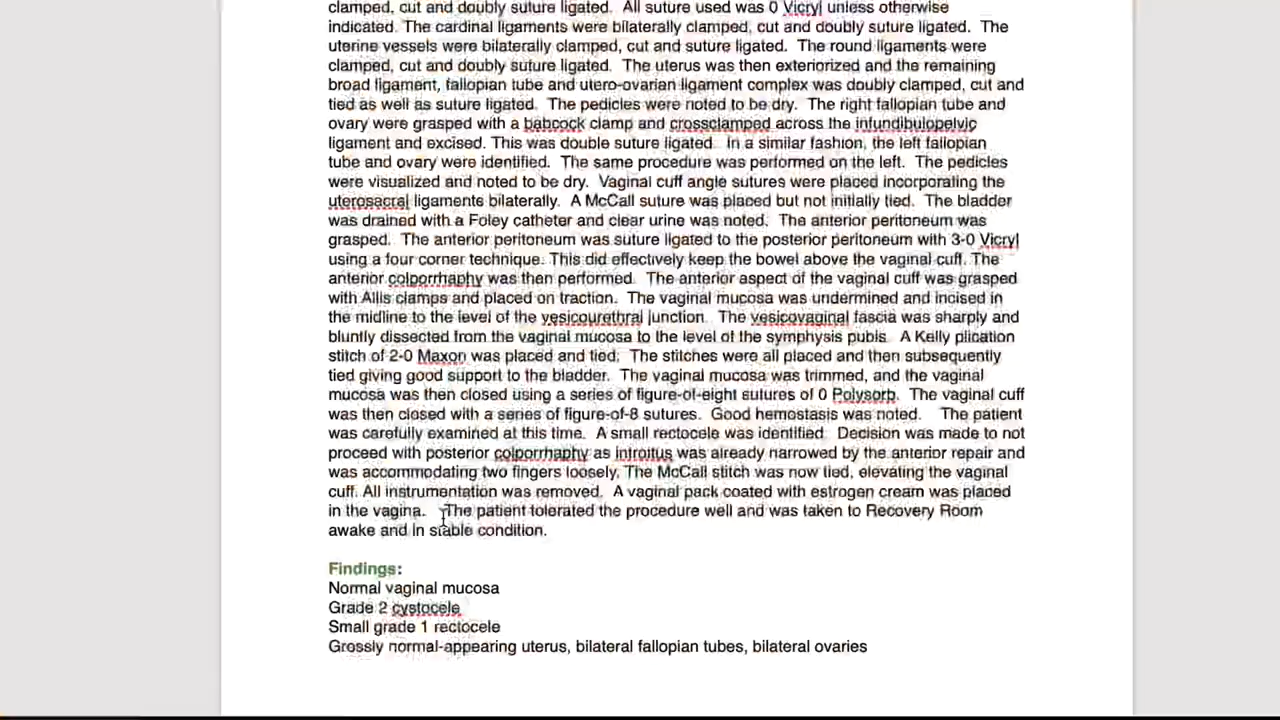 clamped, cut and doubly suture ligated.  All suture used was 0 Vicryl unless otherwise
indicated. The cardinal ligaments were bilaterally clamped, cut and doubly suture ligated.  The
uterine vessels were bilaterally clamped, cut and suture ligated.  The round ligaments were
clamped, cut and doubly suture ligated.  The uterus was then exteriorized and the remaining
broad ligament, fallopian tube and utero-ovarian ligament complex was doubly clamped, cut and
tied as well as suture ligated.  The pedicles were noted to be dry.  The right fallopian tube and
ovary were grasped with a babcock clamp and crossclamped across the infundibulopelvic
ligament and excised. This was double suture ligated.  In a similar fashion, the left fallopian
tube and ovary were identified.  The same procedure was performed on the left.  The pedicles
were visualized and noted to be dry.  Vaginal cuff angle sutures were placed incorporating the
uterosacral ligaments bilaterally.  A McCall suture was placed but not initially tied.  The bladder
was drained with a Foley catheter and clear urine was noted.  The anterior peritoneum was
grasped.  The anterior peritoneum was suture ligated to the posterior peritoneum with 3-0 Vicryl
using a four corner technique. This did effectively keep the bowel above the vaginal cuff. The
anterior colporrhaphy was then performed.  The anterior aspect of the vaginal cuff was grasped
with Allis clamps and placed on traction.  The vaginal mucosa was undermined and incised in
the midline to the level of the vesicourethral junction.  The vesicovaginal fascia was sharply and
bluntly dissected from the vaginal mucosa to the level of the symphysis pubis.  A Kelly plication
stitch of 2-0 Maxon was placed and tied.  The stitches were all placed and then subsequently
tied giving good support to the bladder.  The vaginal mucosa was trimmed, and the vaginal
mucosa was then closed using a series of figure-of-eight sutures of 0 Polysorb.  The vaginal cuff
was then closed with a series of figure-of-8 sutures.  Good hemostasis was noted.    The patient
was carefully examined at this time.  A small rectocele was identified.  Decision was made to not
proceed with posterior colporrhaphy as introitus was already narrowed by the anterior repair and
was accommodating two fingers loosely. The McCall stitch was now tied, elevating the vaginal
cuff. All instrumentation was removed.  A vaginal pack coated with estrogen cream was placed
in the vagina.    The patient tolerated the procedure well and was taken to Recovery Room
awake and in stable condition.
Findings:
Normal vaginal mucosa
Grade 2 cystocele
Small grade 1 rectocele
Grossly normal-appearing uterus, bilateral fallopian tubes, bilateral ovaries